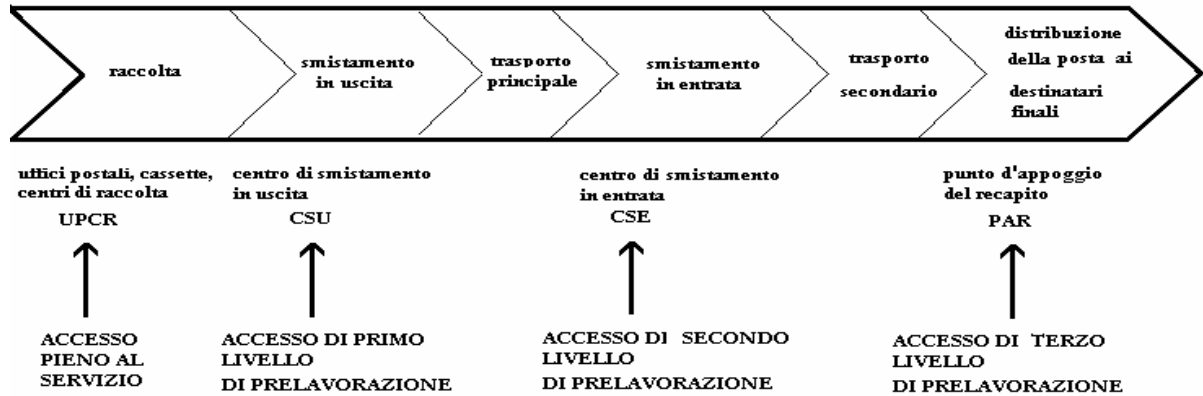 raccolta
smistamento
in uscita
trasporto
principale
smistamento
in entrata
trasporto
secondario
distribuzione
della posta ai
destinatari
finali
uffici postali, cassette,
centri di raccolta
UPCR
centro di smistamento
in uscita
CSU
centro di smistamento
in entrata
CSE
punto d'appoggio
del recapito
PAR
ACCESSO
PIENO AL
SERVIZIO
ACCESSO DI PRIMO
LIVELLO
DI PRELAVORAZIONE
ACCESSO DI SECONDO
LIVELLO
DI PRELAVORAZIONE
ACCESSO DI TERZO
LIVELLO
DI PRELAVORAZIONE